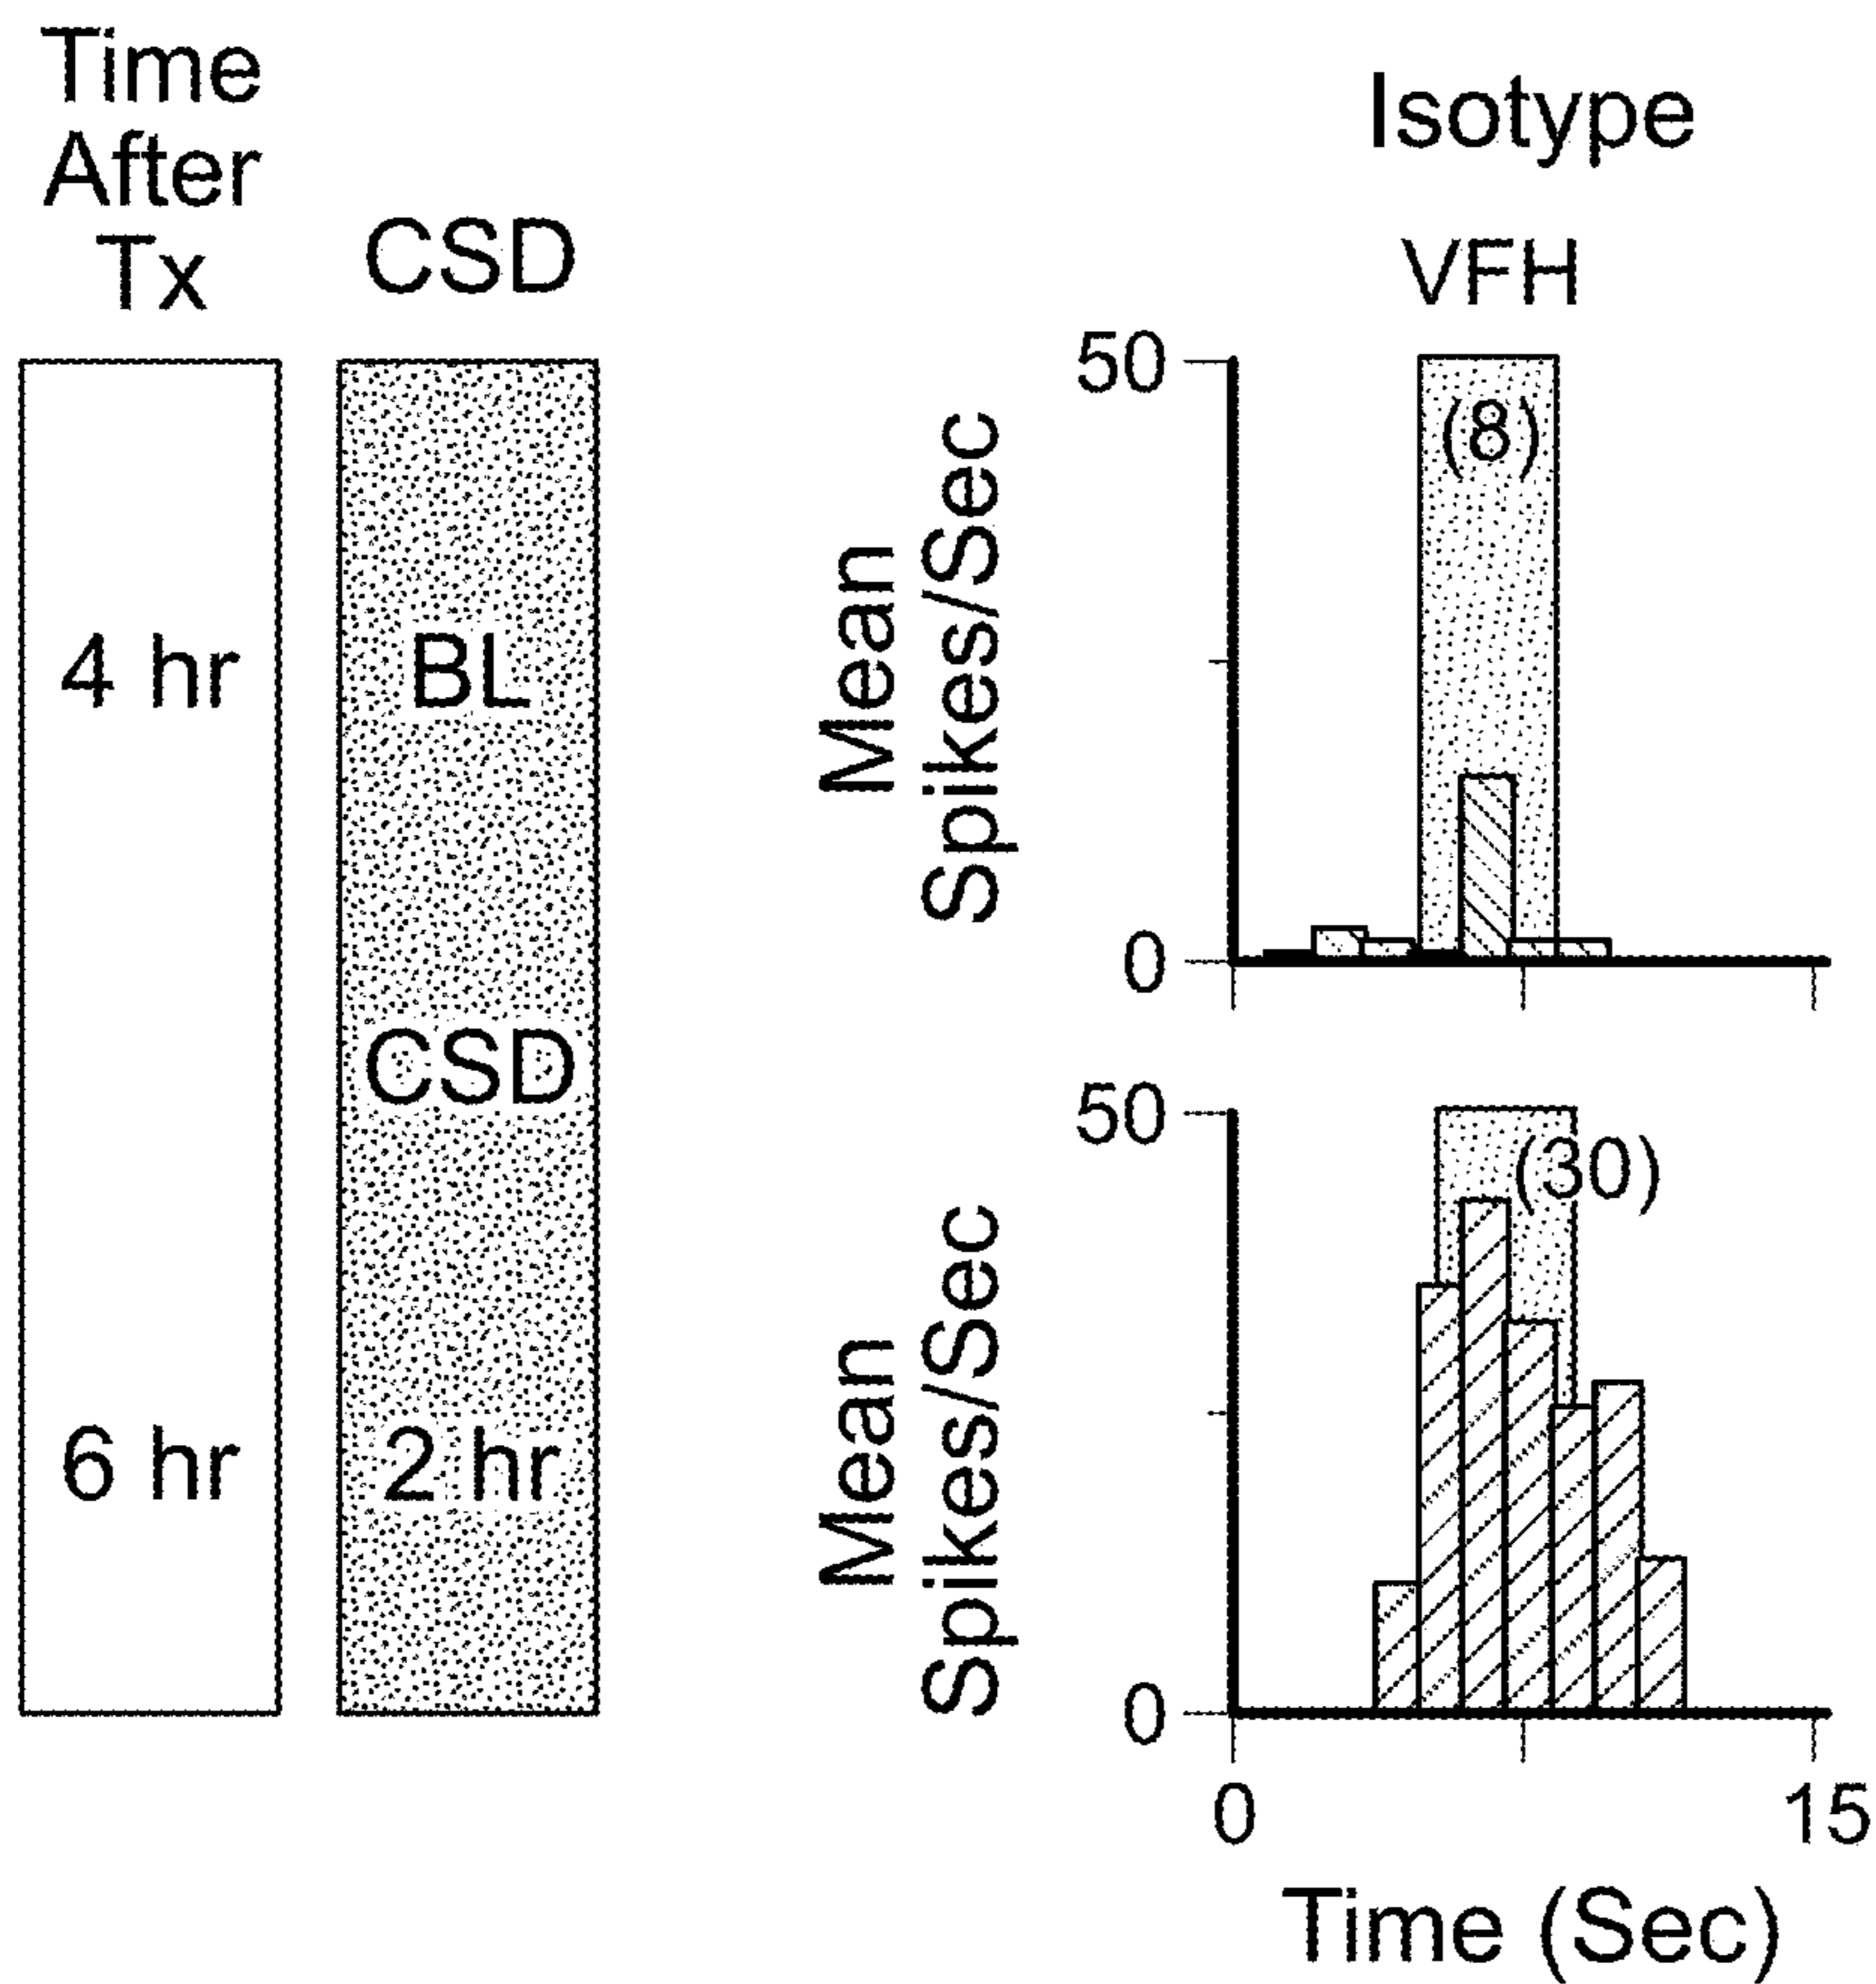 Time
After
Tx
CSD
Isotype
VFH
4 hr
BL
CSD
6 hr
2 hr
Mean
Spikes/Sec
50
(8)
0
Mean
Spikes/Sec
50
(30)
0
0
15
Time (Sec)